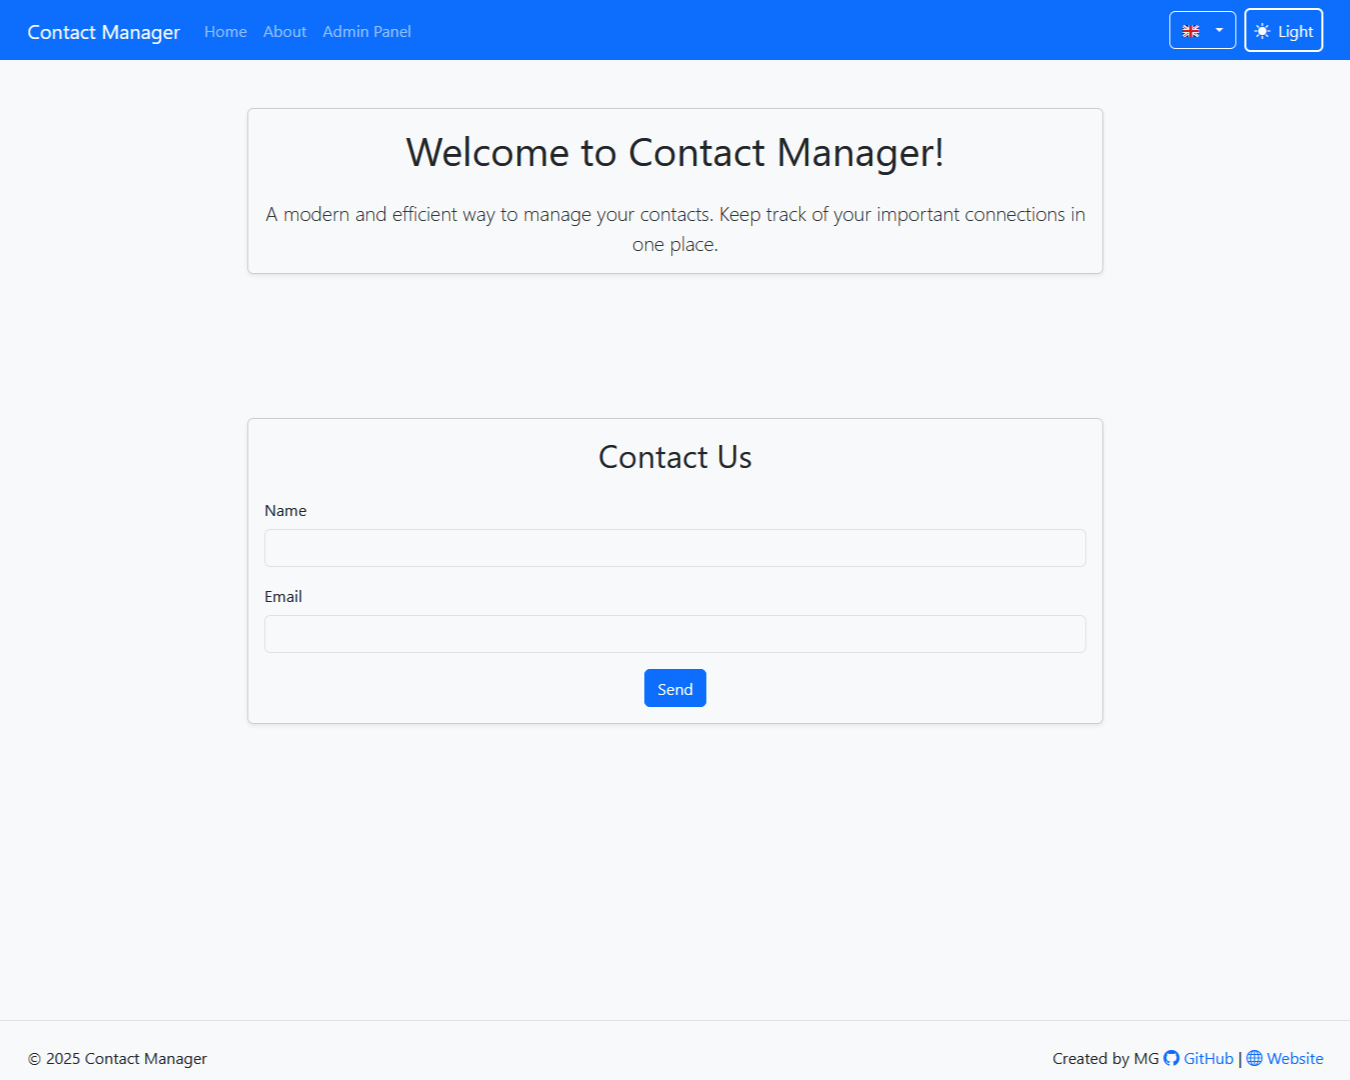 Contact Manager Home About Admin Panel Light
Welcome to Contact Manager!
A modern and efficient way to manage your contacts. Keep track of your important connections in
one place.
Contact Us
Name
Email
Send
© 2025 Contact Manager
Created by MG GitHub | Website